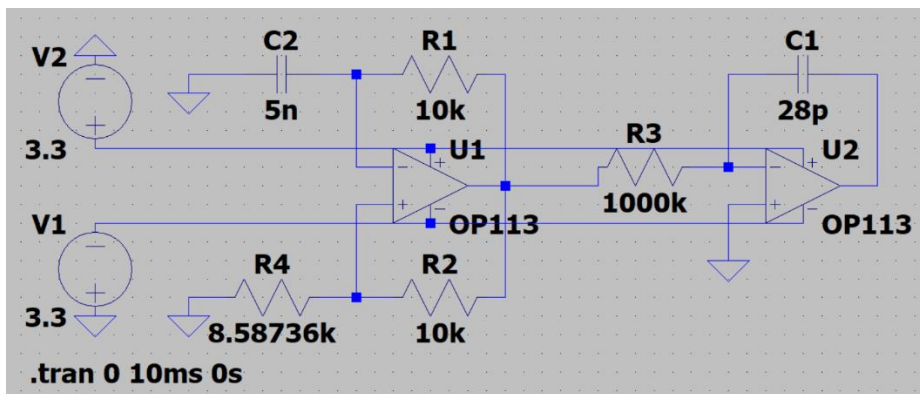 V2
C2
R1
C1
5n
10k
28p
3.3
U1
R3
U2
V1
OP113
1000k
OP113
R4
R2
3.3
8.58736k
10k
.tran 0 10ms 0s